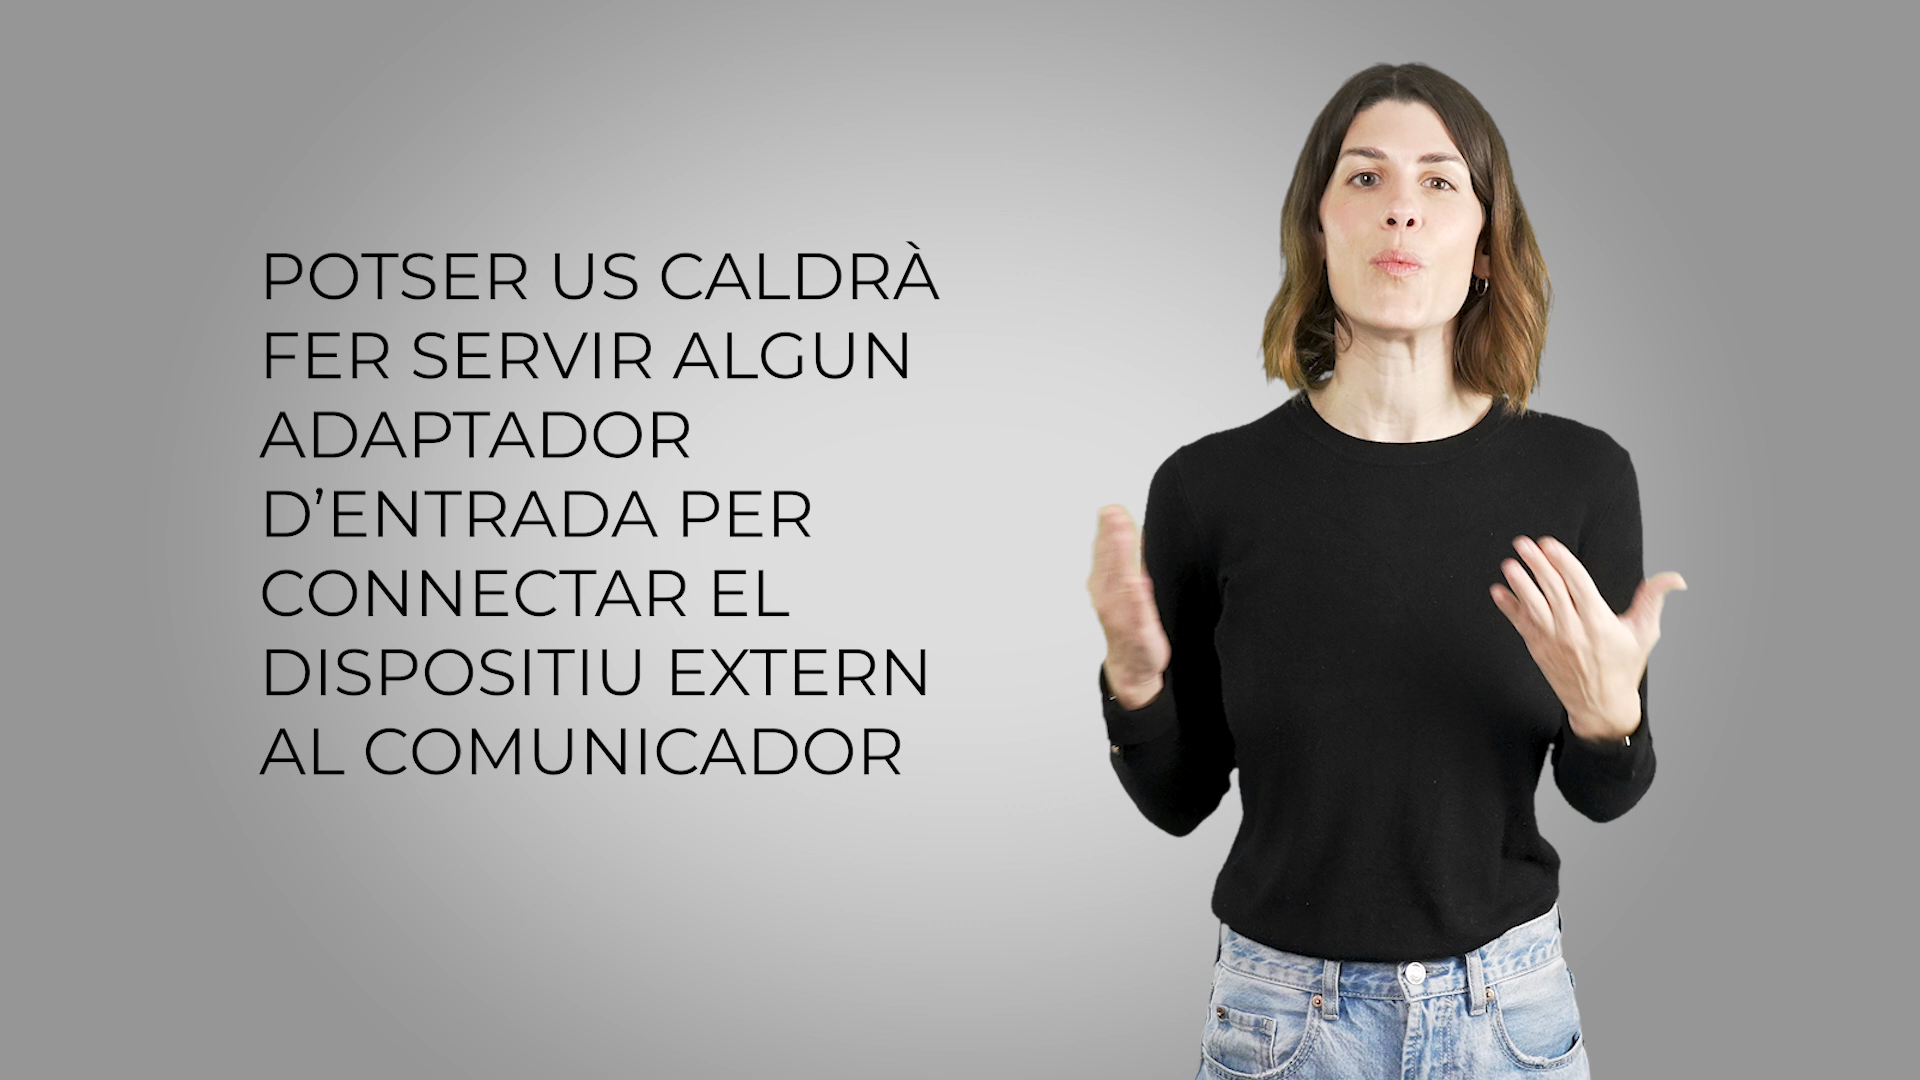 POTSER US CALDRÀ
FER SERVIR ALGUN
ADAPTADOR
D’ENTRADA PER
CONNECTAR EL
DISPOSITIU EXTERN
AL COMUNICADOR